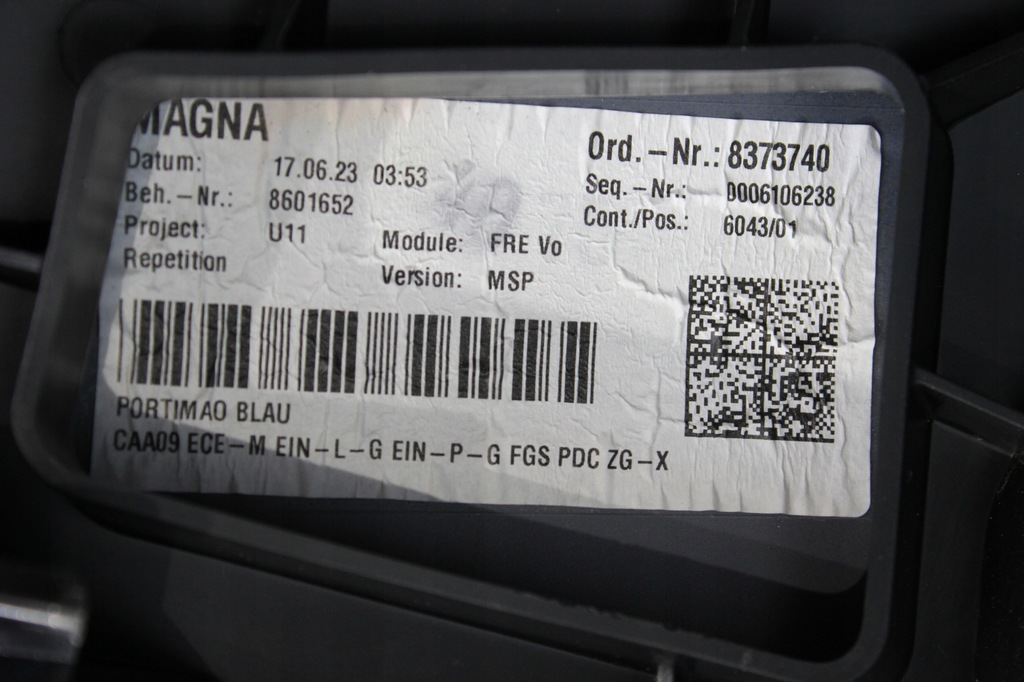 MAGNA
Ord.-Nr.: 8373740
Datum: 17.06.23 03:53
Seq.-Nr.: D006106238
Beh.-Nr.: 8601652
Cont./Pos.: 6043/01
Project: U11
Module: FRE Vo
Repetition
Version: MSP
PORTIMAO BLAU
CAA09 ECE-M EIN-L-G EIN-P-G FGS PDC ZG-X